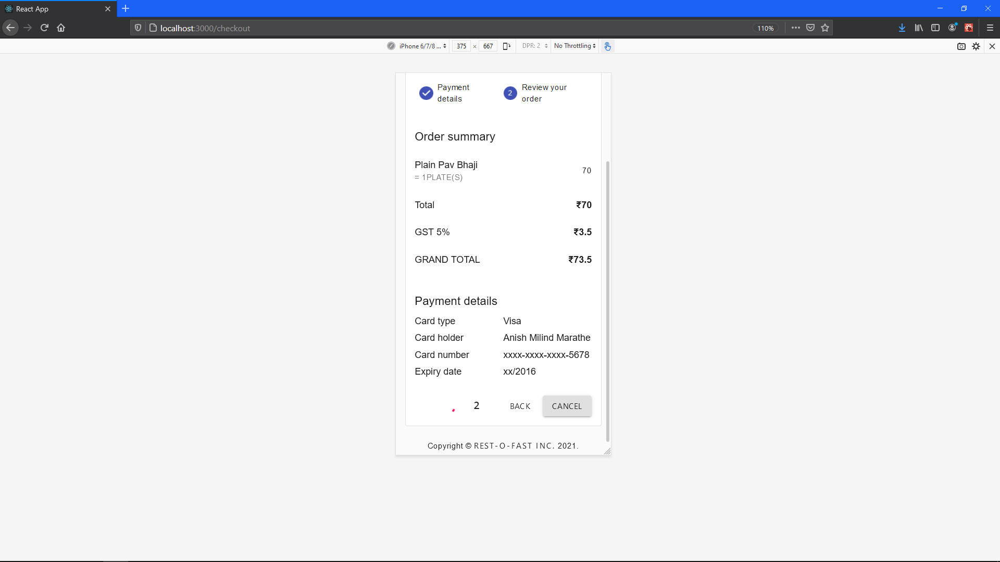 React App
localhost:3000/checkout
110%
iPhone 6/7/8 ...
375 × 667
DPR: 2
No Throttling
Payment details
2
Review your order
Order summary
Plain Pav Bhaji
70
= 1PLATE(S)
Total ₹70
GST 5% ₹3.5
GRAND TOTAL ₹73.5
Payment details
Card type Visa
Card holder Anish Milind Marathe
Card number xxxx-xxxx-xxxx-5678
Expiry date xx/2016
2 BACK CANCEL
Copyright © REST-O-FAST INC. 2021.